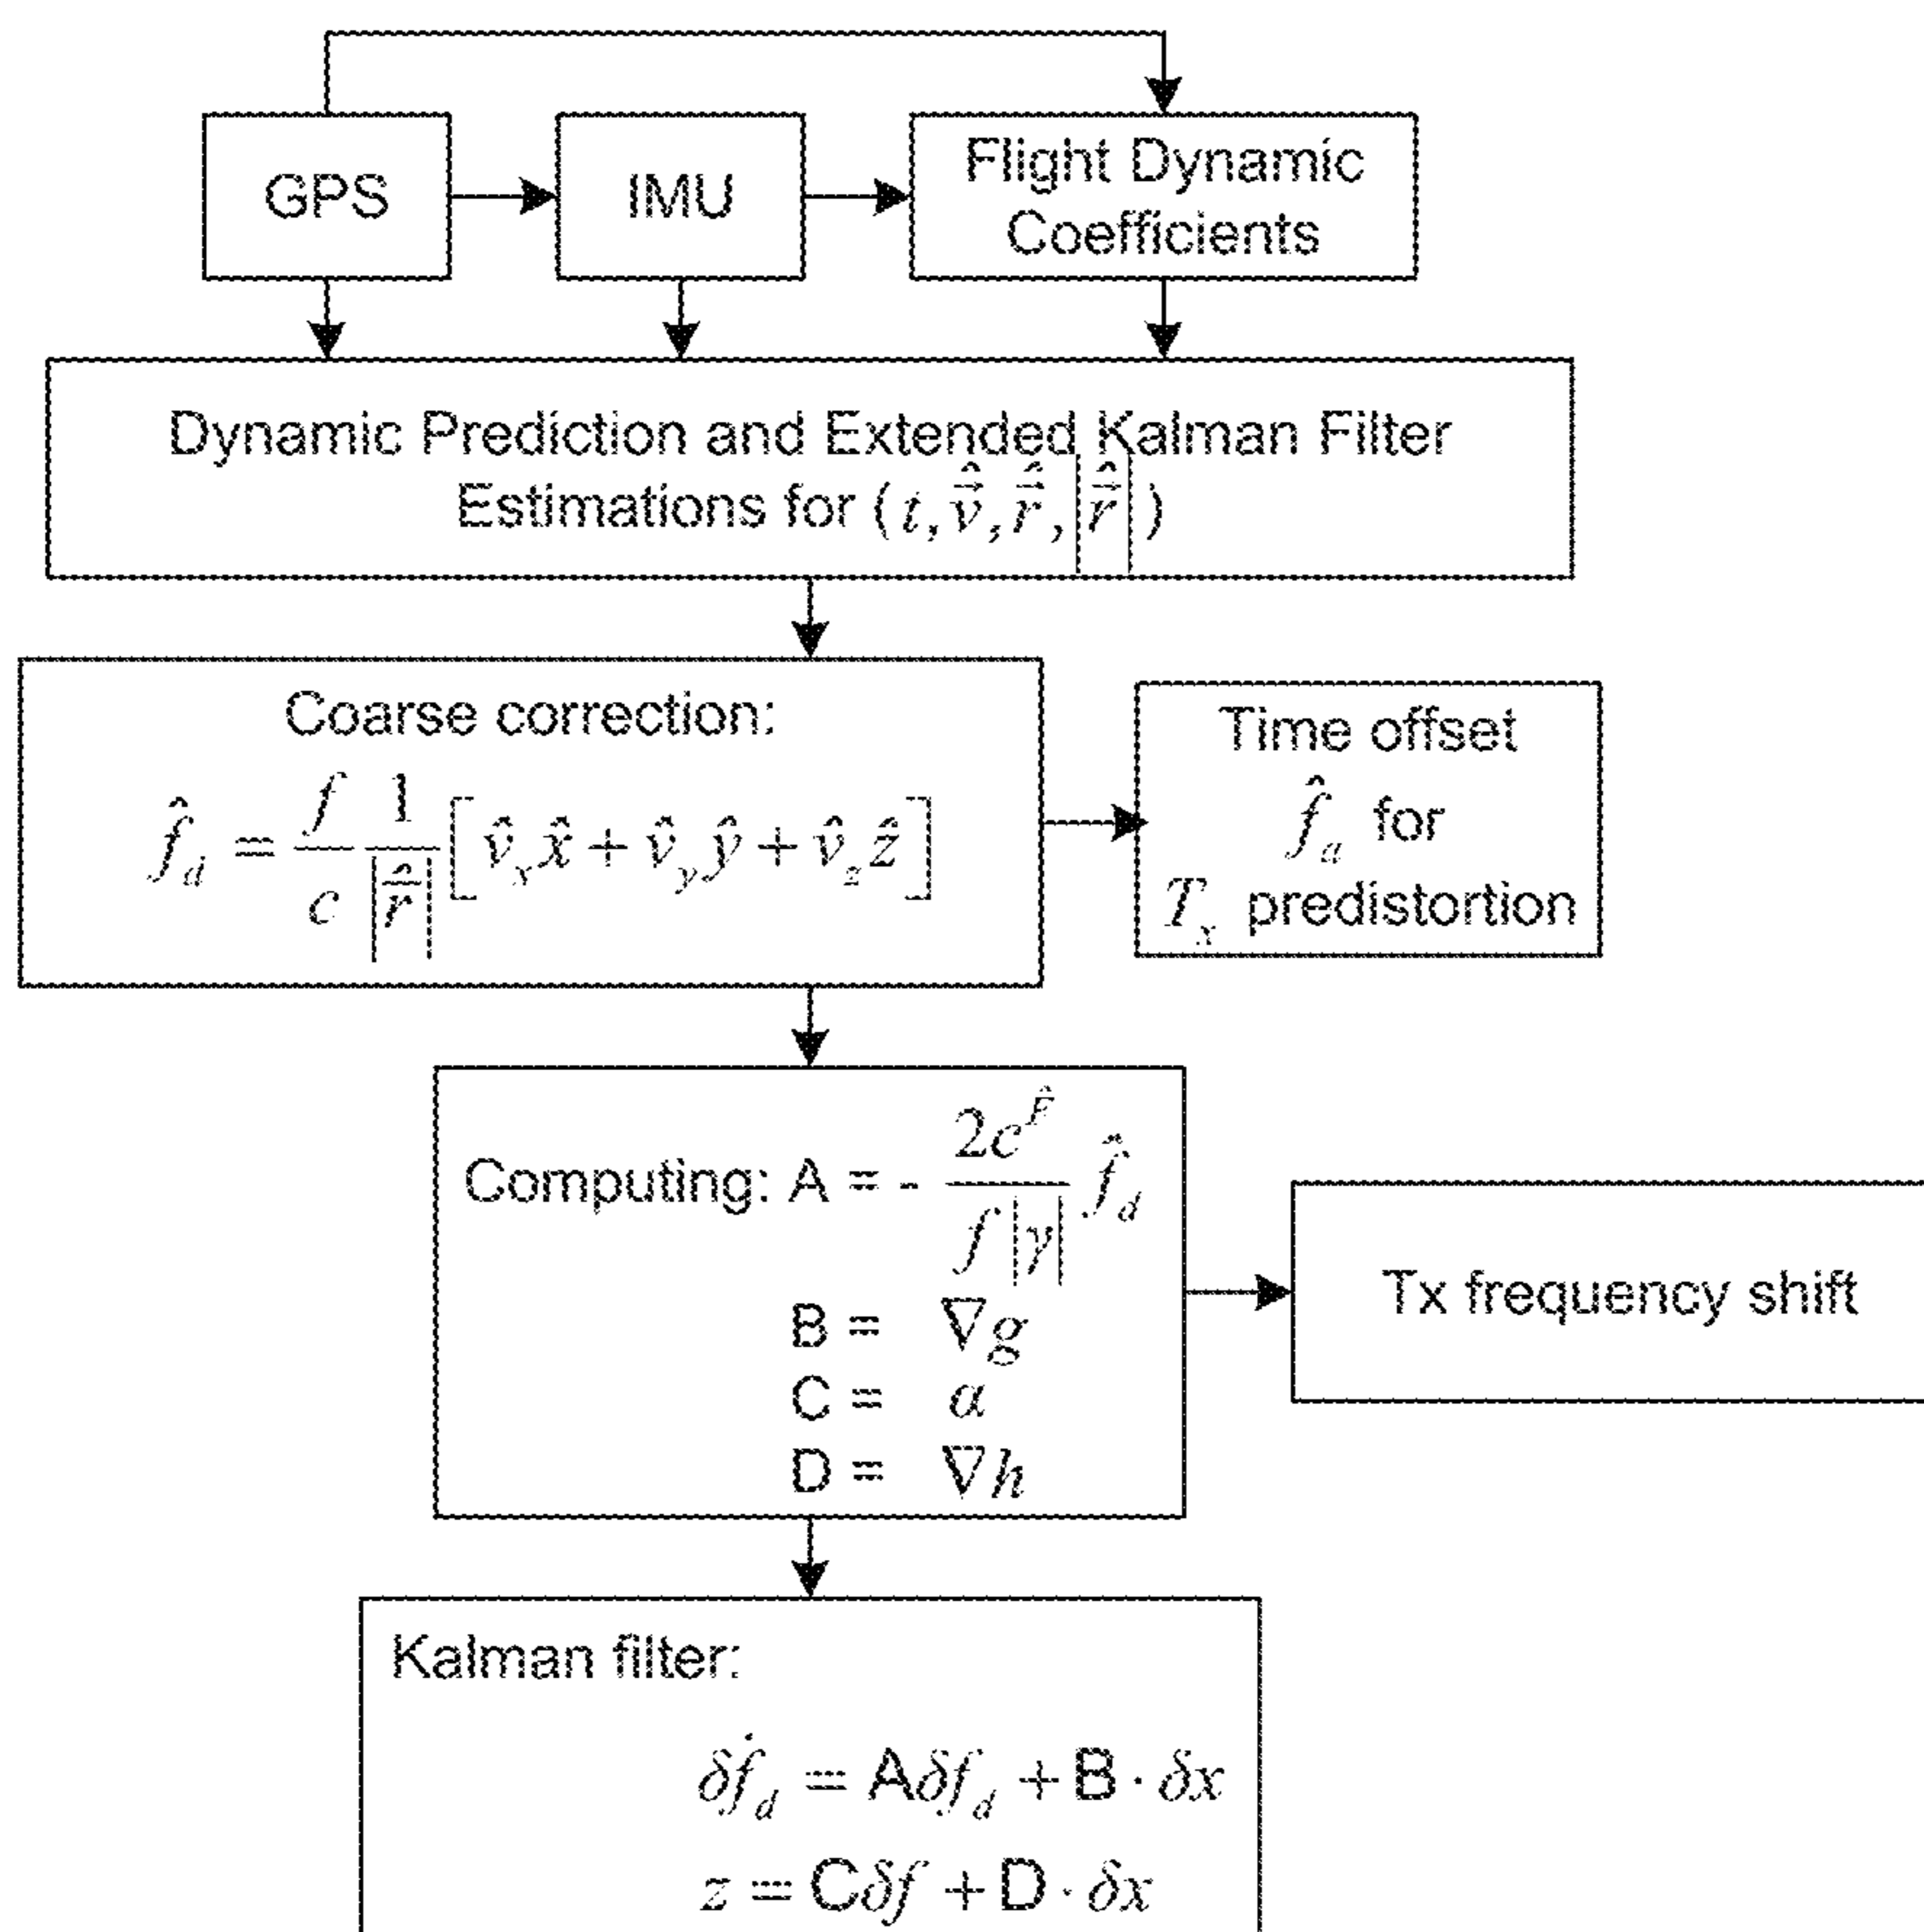 GPS
IMU
Flight Dynamic
Coefficients
Dynamic Prediction and Extended Kalman Filter
Estimations for (t, v̂⃗, r̂⃗, |r̂⃗|)
Coarse correction:
f̂_d = f/c 1/|r̂⃗| [v̂_x x̂ + v̂_y ŷ + v̂_z ẑ]
Time offset
f̂_a for
T_x predistortion
Computing: A = - 2c^r̂ / f|γ| f̂_d
B = ∇g
C = α
D = ∇h
Tx frequency shift
Kalman filter:
δḟ_d = Aδf_d + B · δx
z = Cδf + D · δx